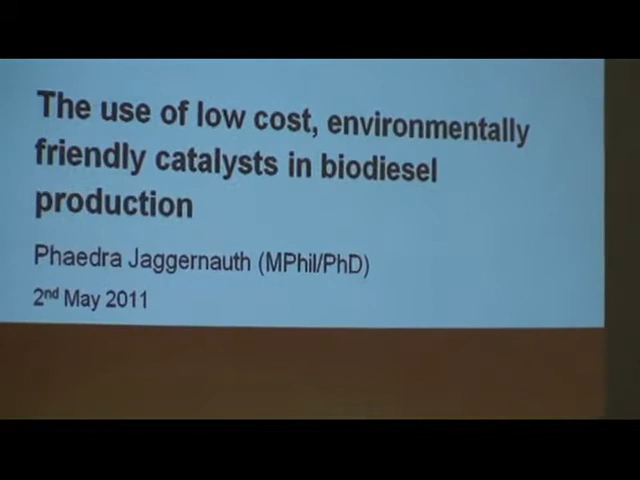 The use of low cost, environmentally
friendly catalysts in biodiesel
production
Phaedra Jaggernauth (MPhil/PhD)
2nd May 2011